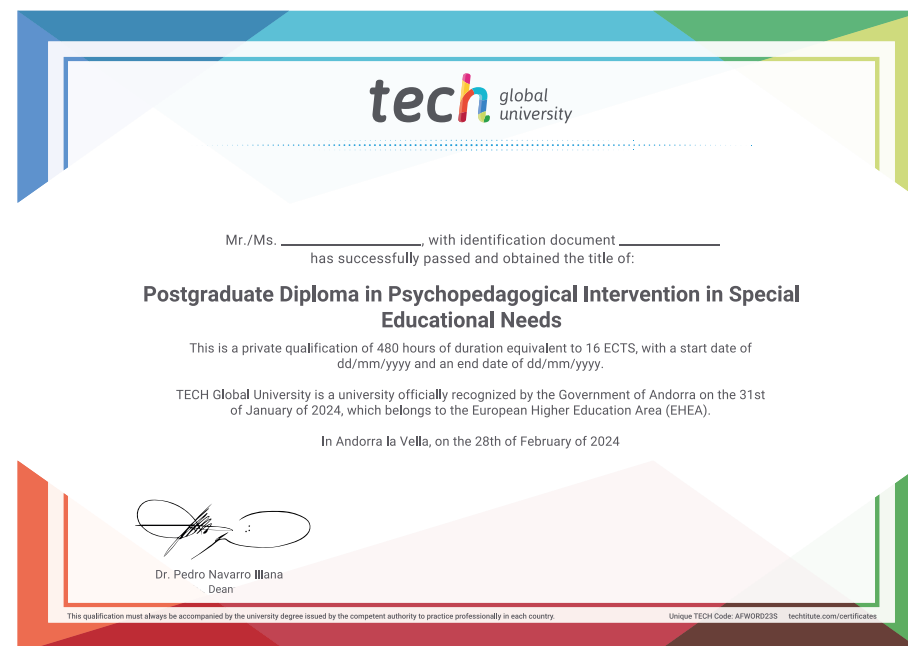 tech global university
Mr./Ms. ____________, with identification document ____________
has successfully passed and obtained the title of:
Postgraduate Diploma in Psychopedagogical Intervention in Special
Educational Needs
This is a private qualification of 480 hours of duration equivalent to 16 ECTS, with a start date of
dd/mm/yyyy and an end date of dd/mm/yyyy.
TECH Global University is a university officially recognized by the Government of Andorra on the 31st
of January of 2024, which belongs to the European Higher Education Area (EHEA).
In Andorra la Vella, on the 28th of February of 2024
Dr. Pedro Navarro Illana
Dean
This qualification must always be accompanied by the university degree issued by the competent authority to practice professionally in each country.
Unique TECH Code: AFWORD23S techtitute.com/certificates